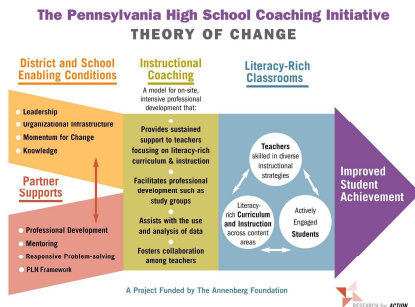 The Pennsylvania High School Coaching Initiative
THEORY OF CHANGE
District and School
Enabling Conditions
Leadership
Organizational Infrastructure
Momentum for Change
Knowledge
Partner
Supports
Professional Development
Mentoring
Responsive Problem-solving
PLN Framework
Instructional
Coaching
A model for on-site,
intensive professional
development that:
Provides sustained
support to teachers
focusing on literacy-rich
curriculum & instruction
Facilitates professional
development such as
study groups
Assists with the use
and analysis of data
Fosters collaboration
among teachers
Literacy-Rich
Classrooms
Teachers
skilled in diverse
instructional
strategies
Literacy-
rich Curriculum
and Instruction
across content
areas
Actively
Engaged
Students
Improved
Student
Achievement
A Project Funded by The Annenberg Foundation
RESEARCH for ACTION